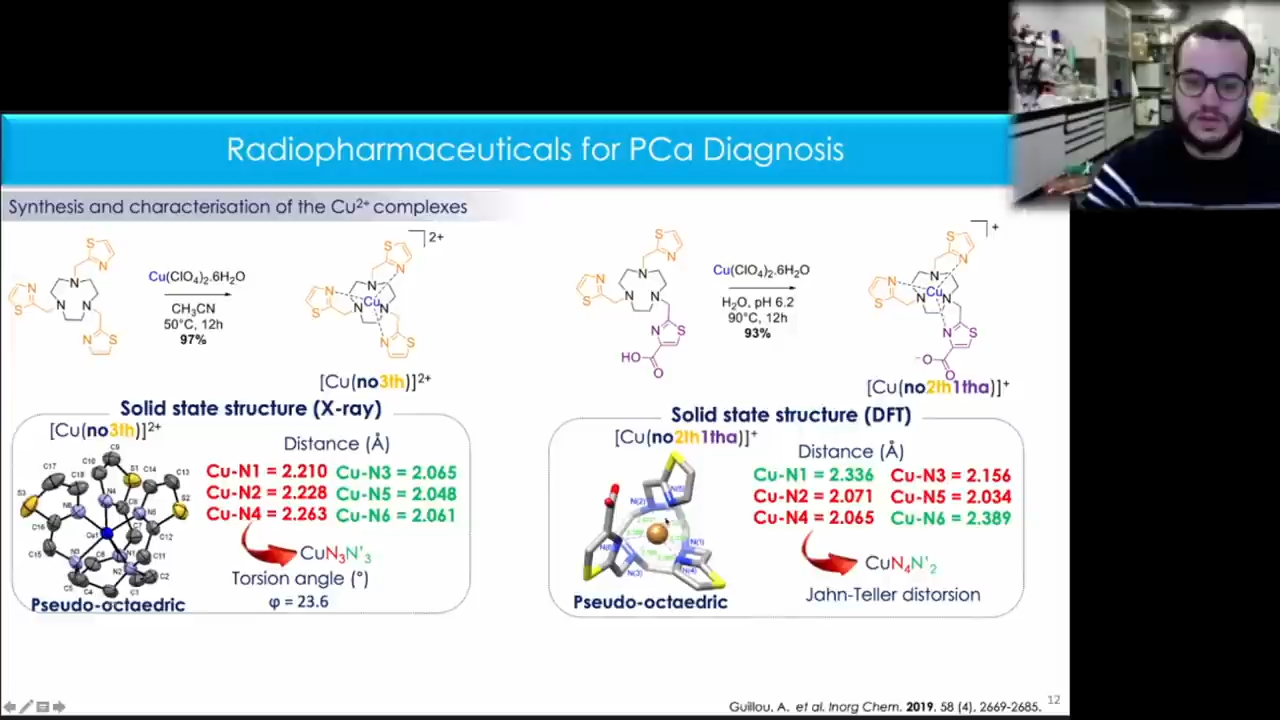 Radiopharmaceuticals for PCa Diagnosis
Synthesis and characterisation of the Cu2+ complexes
Cu(ClO4)2.6H2O
CH3CN
50°C, 12h
97%
2+
[Cu(no3th)]2+
Cu(ClO4)2.6H2O
H2O, pH 6.2
90°C, 12h
93%
+
[Cu(no2th1tha)]+
Solid state structure (X-ray)
[Cu(no3th)]2+
Distance (Å)
Cu-N1 = 2.210 Cu-N3 = 2.065
Cu-N2 = 2.228 Cu-N5 = 2.048
Cu-N4 = 2.263 Cu-N6 = 2.061
CuN3N'3
Torsion angle (°)
φ = 23.6
Pseudo-octaedric
Solid state structure (DFT)
[Cu(no2th1tha)]+
Distance (Å)
Cu-N1 = 2.336 Cu-N3 = 2.156
Cu-N2 = 2.071 Cu-N5 = 2.034
Cu-N4 = 2.065 Cu-N6 = 2.389
CuN4N'2
Jahn-Teller distorsion
Pseudo-octaedric
Guillou, A. et al. Inorg Chem. 2019, 58 (4), 2669-2685.
12